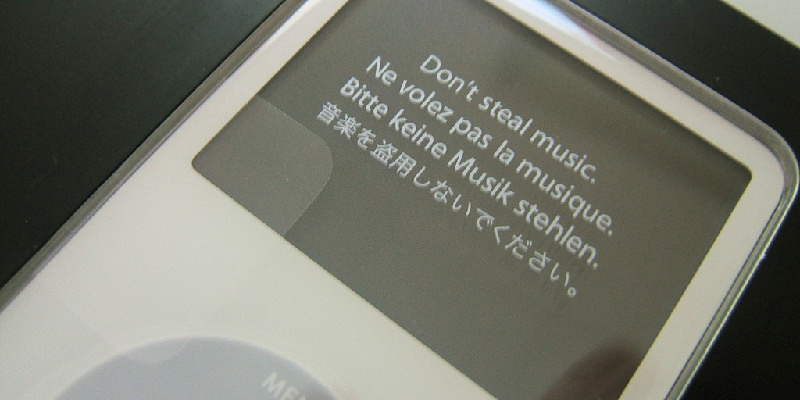 Don't steal music.
Ne volez pas la musique.
Bitte keine Musik stehlen.
音楽を盗用しないでください。